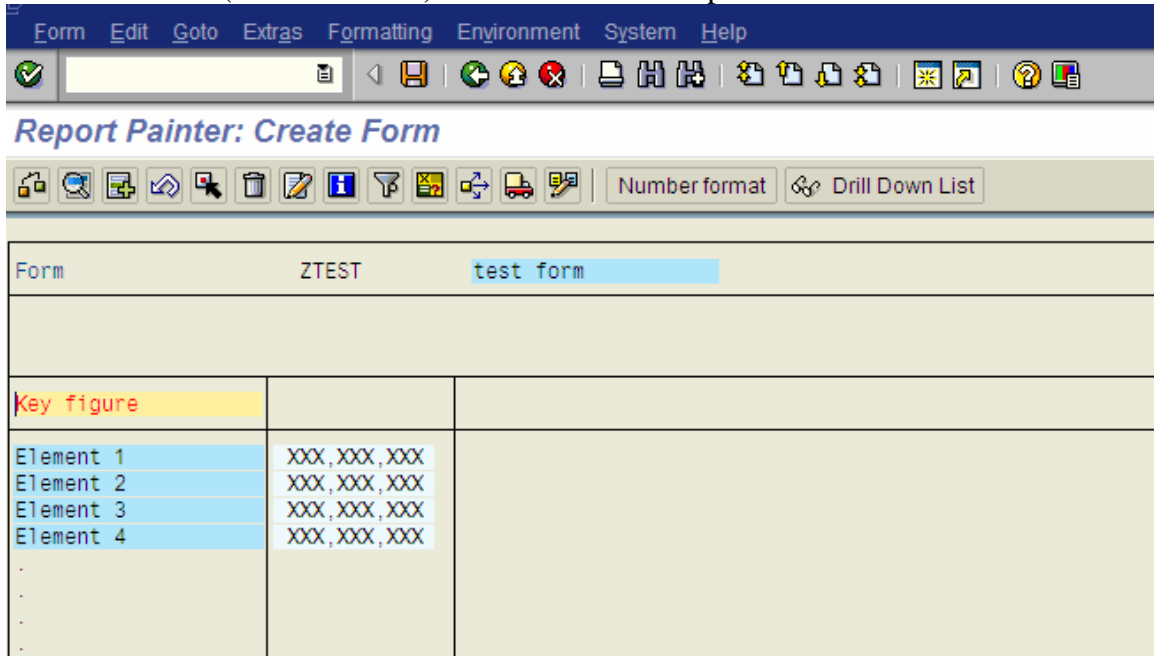 Form Edit Goto Extras Formatting Environment System Help
Report Painter: Create Form
Number format Drill Down List
Form ZTEST test form
Key figure
Element 1 XXX,XXX,XXX
Element 2 XXX,XXX,XXX
Element 3 XXX,XXX,XXX
Element 4 XXX,XXX,XXX
.
.
.
.